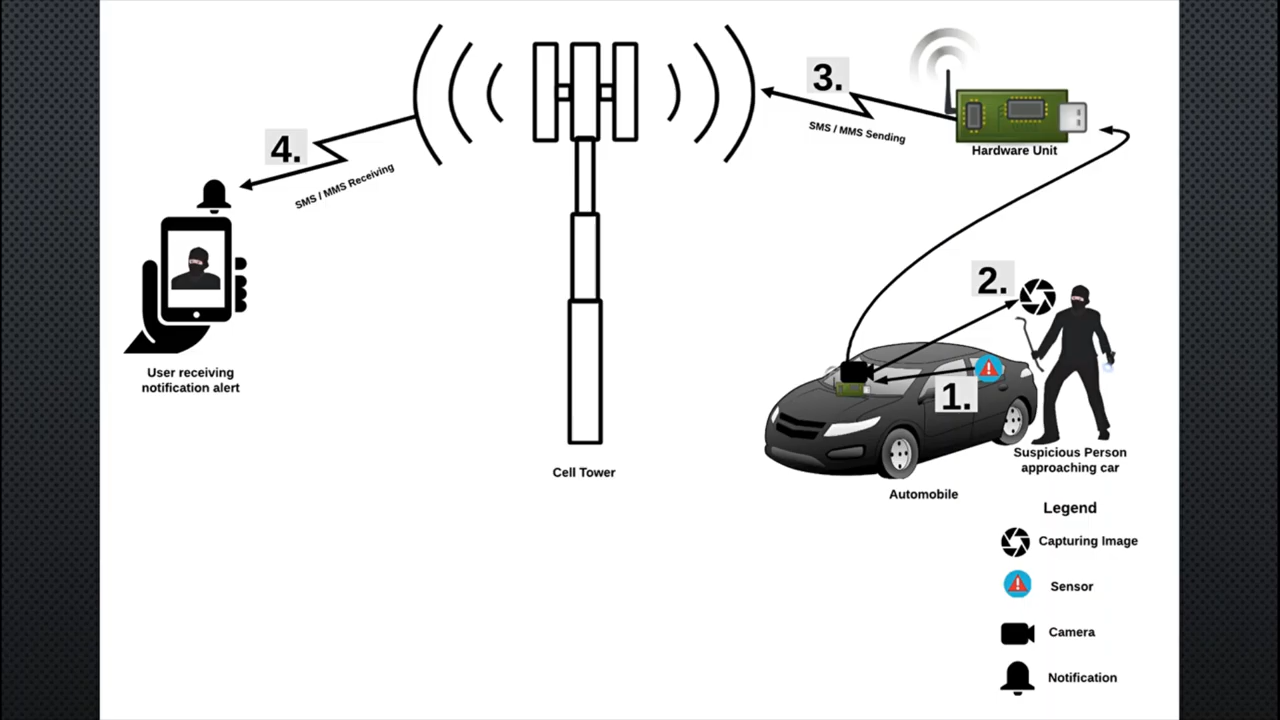 3.
SMS / MMS Sending
Hardware Unit
4.
SMS / MMS Receiving
User receiving
notification alert
2.
1.
Cell Tower
Suspicious Person
approaching car
Automobile
Legend
Capturing Image
Sensor
Camera
Notification